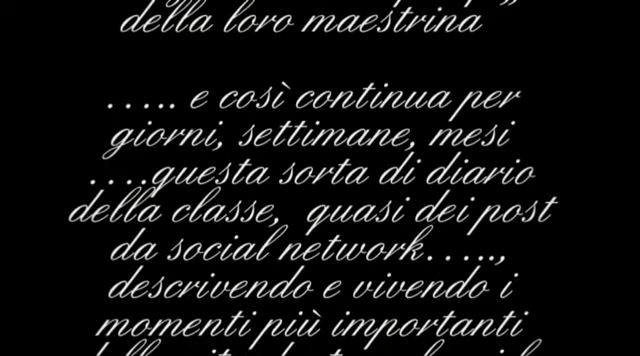 della loro maestrina ”
….. e così continua per
giorni, settimane, mesi
….questa sorta di diario
della classe, quasi dei post
da social network…..,
descrivendo e vivendo i
momenti più importanti